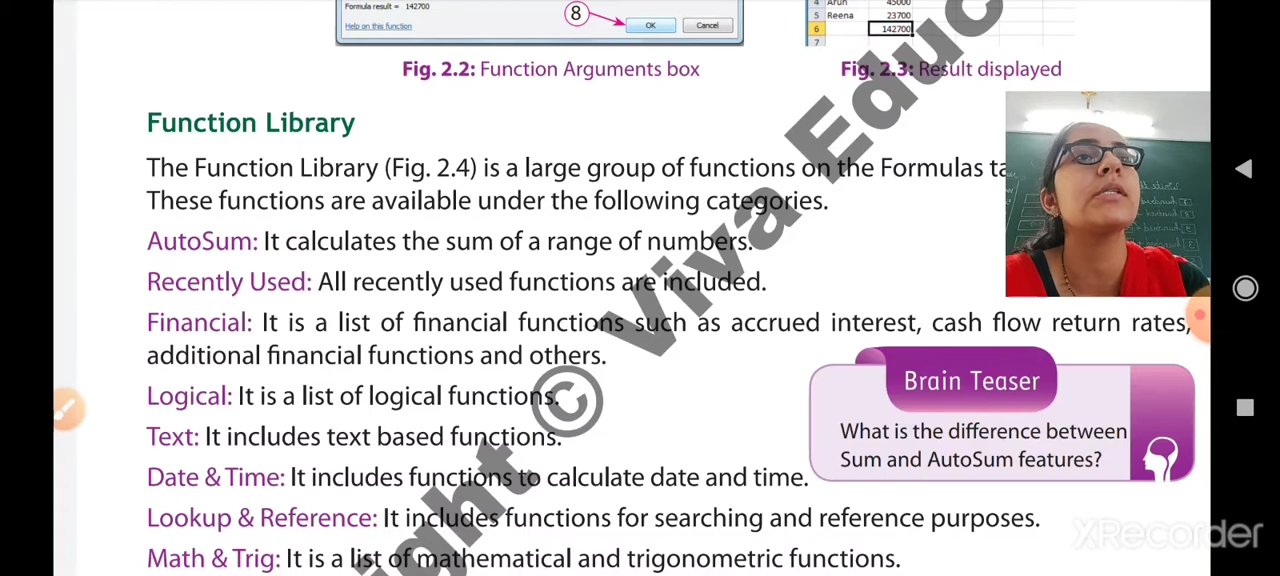 Formula result = 142700
Help on this function
8
OK
Cancel
4 Arun 45000
5 Reena 23700
6 142700
7
Fig. 2.2: Function Arguments box
Fig. 2.3: Result displayed
Function Library
The Function Library (Fig. 2.4) is a large group of functions on the Formulas ta
These functions are available under the following categories.
AutoSum: It calculates the sum of a range of numbers.
Recently Used: All recently used functions are included.
Financial: It is a list of financial functions such as accrued interest, cash flow return rates,
additional financial functions and others.
Logical: It is a list of logical functions.
Text: It includes text based functions.
Date & Time: It includes functions to calculate date and time.
Lookup & Reference: It includes functions for searching and reference purposes.
Math & Trig: It is a list of mathematical and trigonometric functions.
Brain Teaser
What is the difference between
Sum and AutoSum features?
ight © Viva Educ
XRecorder